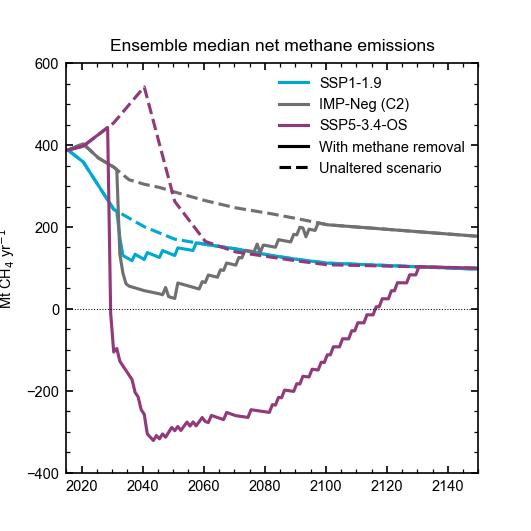 Ensemble median net methane emissions
Mt CH₄ yr⁻¹
600
400
200
0
−200
−400
SSP1-1.9
IMP-Neg (C2)
SSP5-3.4-OS
With methane removal
Unaltered scenario
2020 2040 2060 2080 2100 2120 2140